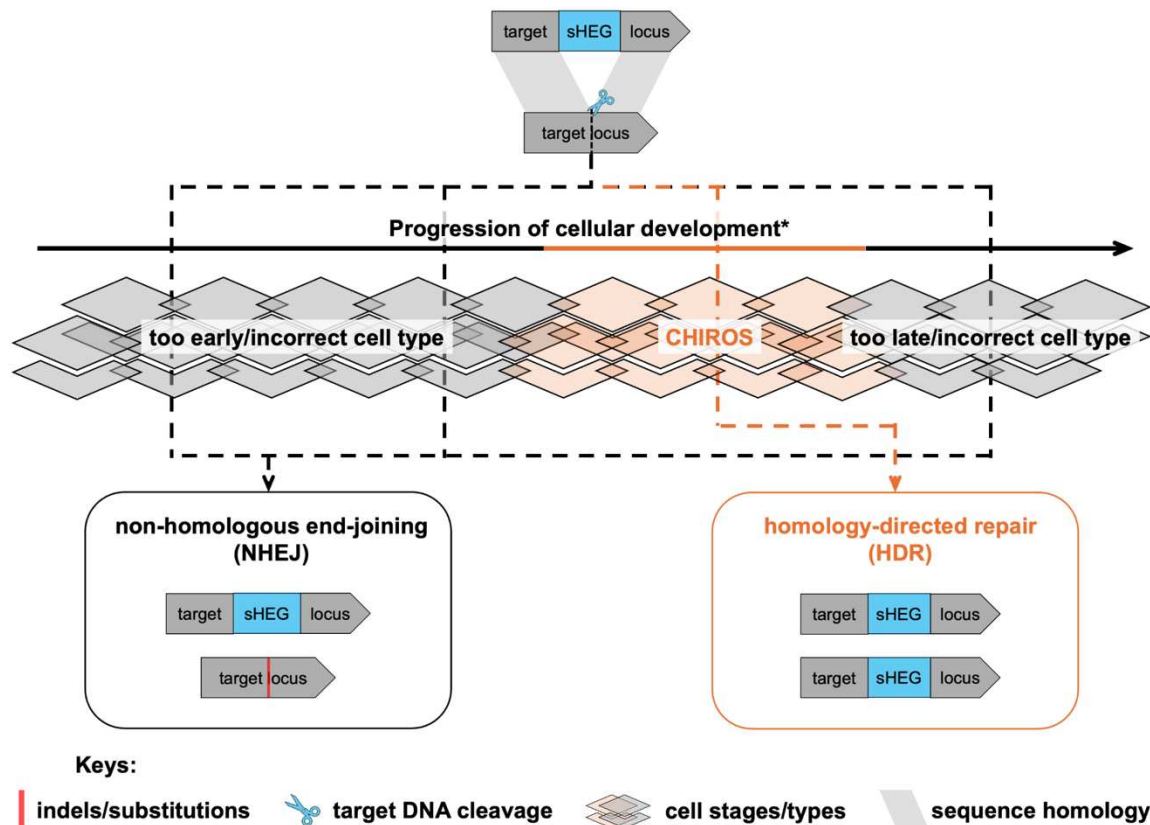 target sHEG locus
target locus
Progression of cellular development*
too early/incorrect cell type
CHIROS
too late/incorrect cell type
non-homologous end-joining
(NHEJ)
target sHEG locus
target locus
homology-directed repair
(HDR)
target sHEG locus
target sHEG locus
Keys:
indels/substitutions
target DNA cleavage
cell stages/types
sequence homology